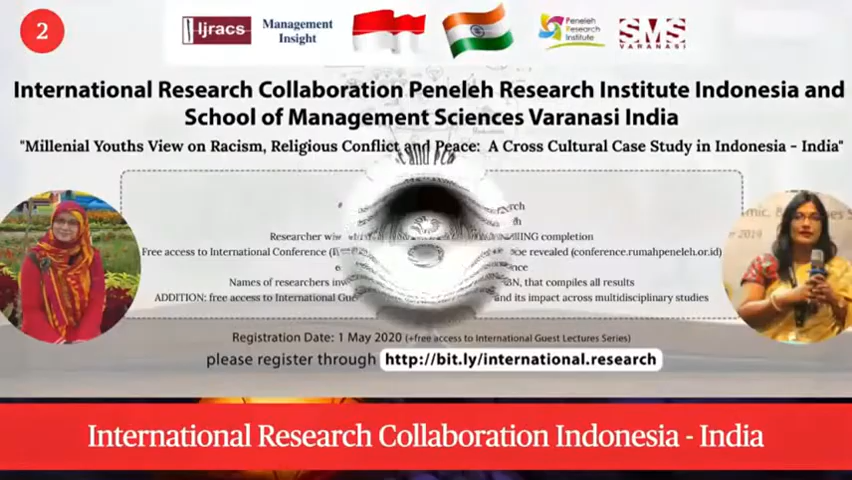 2
Ijracs
Management
Insight
Peneleh
Research
Institute
SMS
VARANASI
International Research Collaboration Peneleh Research Institute Indonesia and
School of Management Sciences Varanasi India
"Millenial Youths View on Racism, Religious Conflict and Peace: A Cross Cultural Case Study in Indonesia - India"
Researcher completion
Free access to International Conference revealed (conference.rumahpeneleh.or.id)
Names of researchers that compiles all results
ADDITION: free access to International and its impact across multidisciplinary studies
Registration Date: 1 May 2020 (+free access to International Guest Lectures Series)
please register through http://bit.ly/international.research
International Research Collaboration Indonesia - India